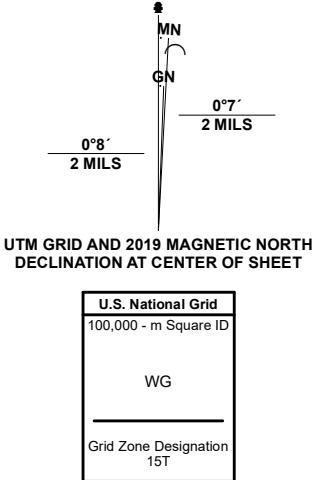 MN
GN
0°7´
2 MILS
0°8´
2 MILS
UTM GRID AND 2019 MAGNETIC NORTH
DECLINATION AT CENTER OF SHEET
U.S. National Grid
100,000 - m Square ID
WG
Grid Zone Designation
15T